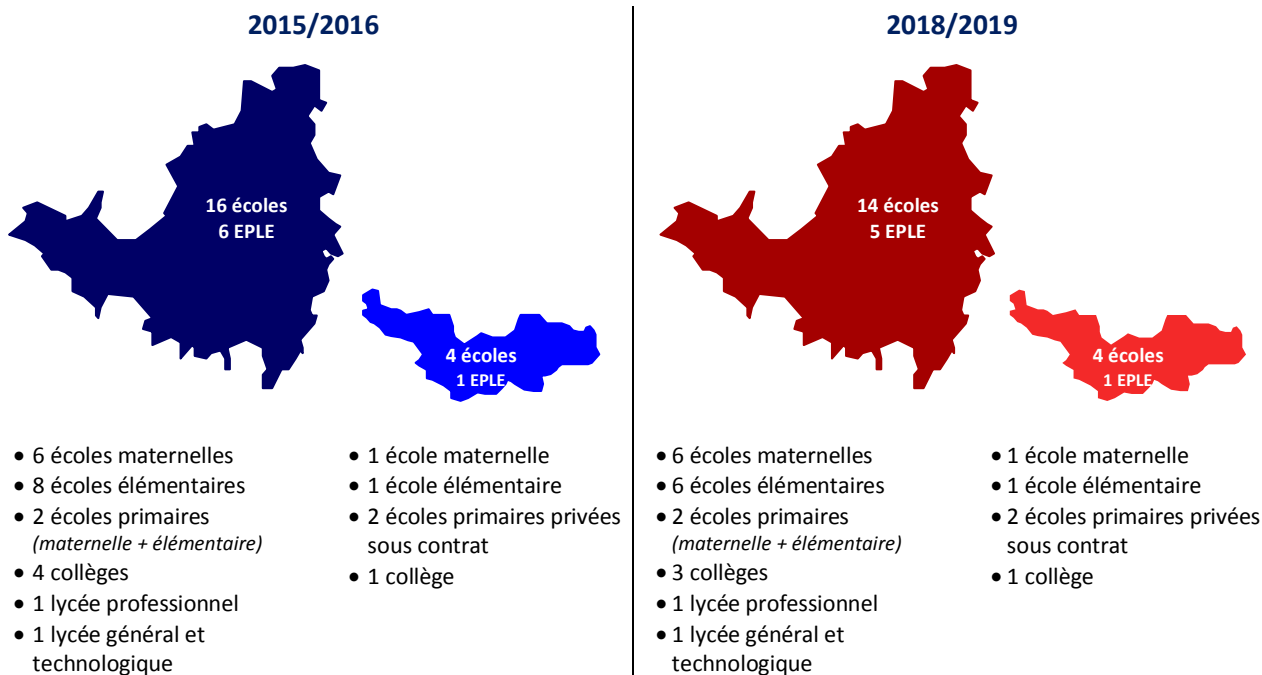 2015/2016
16 écoles
6 EPLE
4 écoles
1 EPLE
• 6 écoles maternelles
• 8 écoles élémentaires
• 2 écoles primaires
(maternelle + élémentaire)
• 4 collèges
• 1 lycée professionnel
• 1 lycée général et
technologique
• 1 école maternelle
• 1 école élémentaire
• 2 écoles primaires privées
sous contrat
• 1 collège
2018/2019
14 écoles
5 EPLE
4 écoles
1 EPLE
• 6 écoles maternelles
• 6 écoles élémentaires
• 2 écoles primaires
(maternelle + élémentaire)
• 3 collèges
• 1 lycée professionnel
• 1 lycée général et
technologique
• 1 école maternelle
• 1 école élémentaire
• 2 écoles primaires privées
sous contrat
• 1 collège